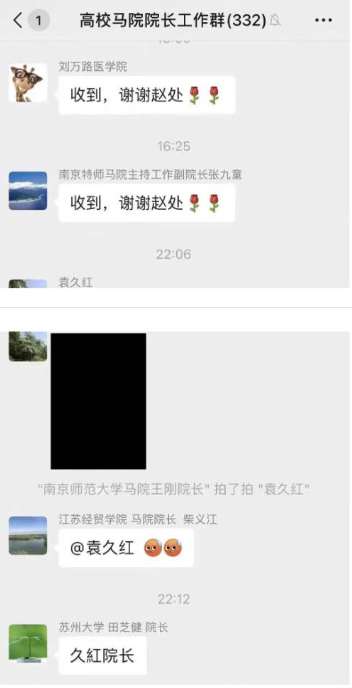 1
高校马院院长工作群(332)
刘万路医学院
收到，谢谢赵处
16:25
南京特师马院主持工作副院长张九童
收到，谢谢赵处
22:06
袁久红
"南京师范大学马院王刚院长" 拍了拍 "袁久红"
江苏经贸学院 马院院长 柴义江
@袁久红
22:12
苏州大学 田芝健 院长
久紅院长